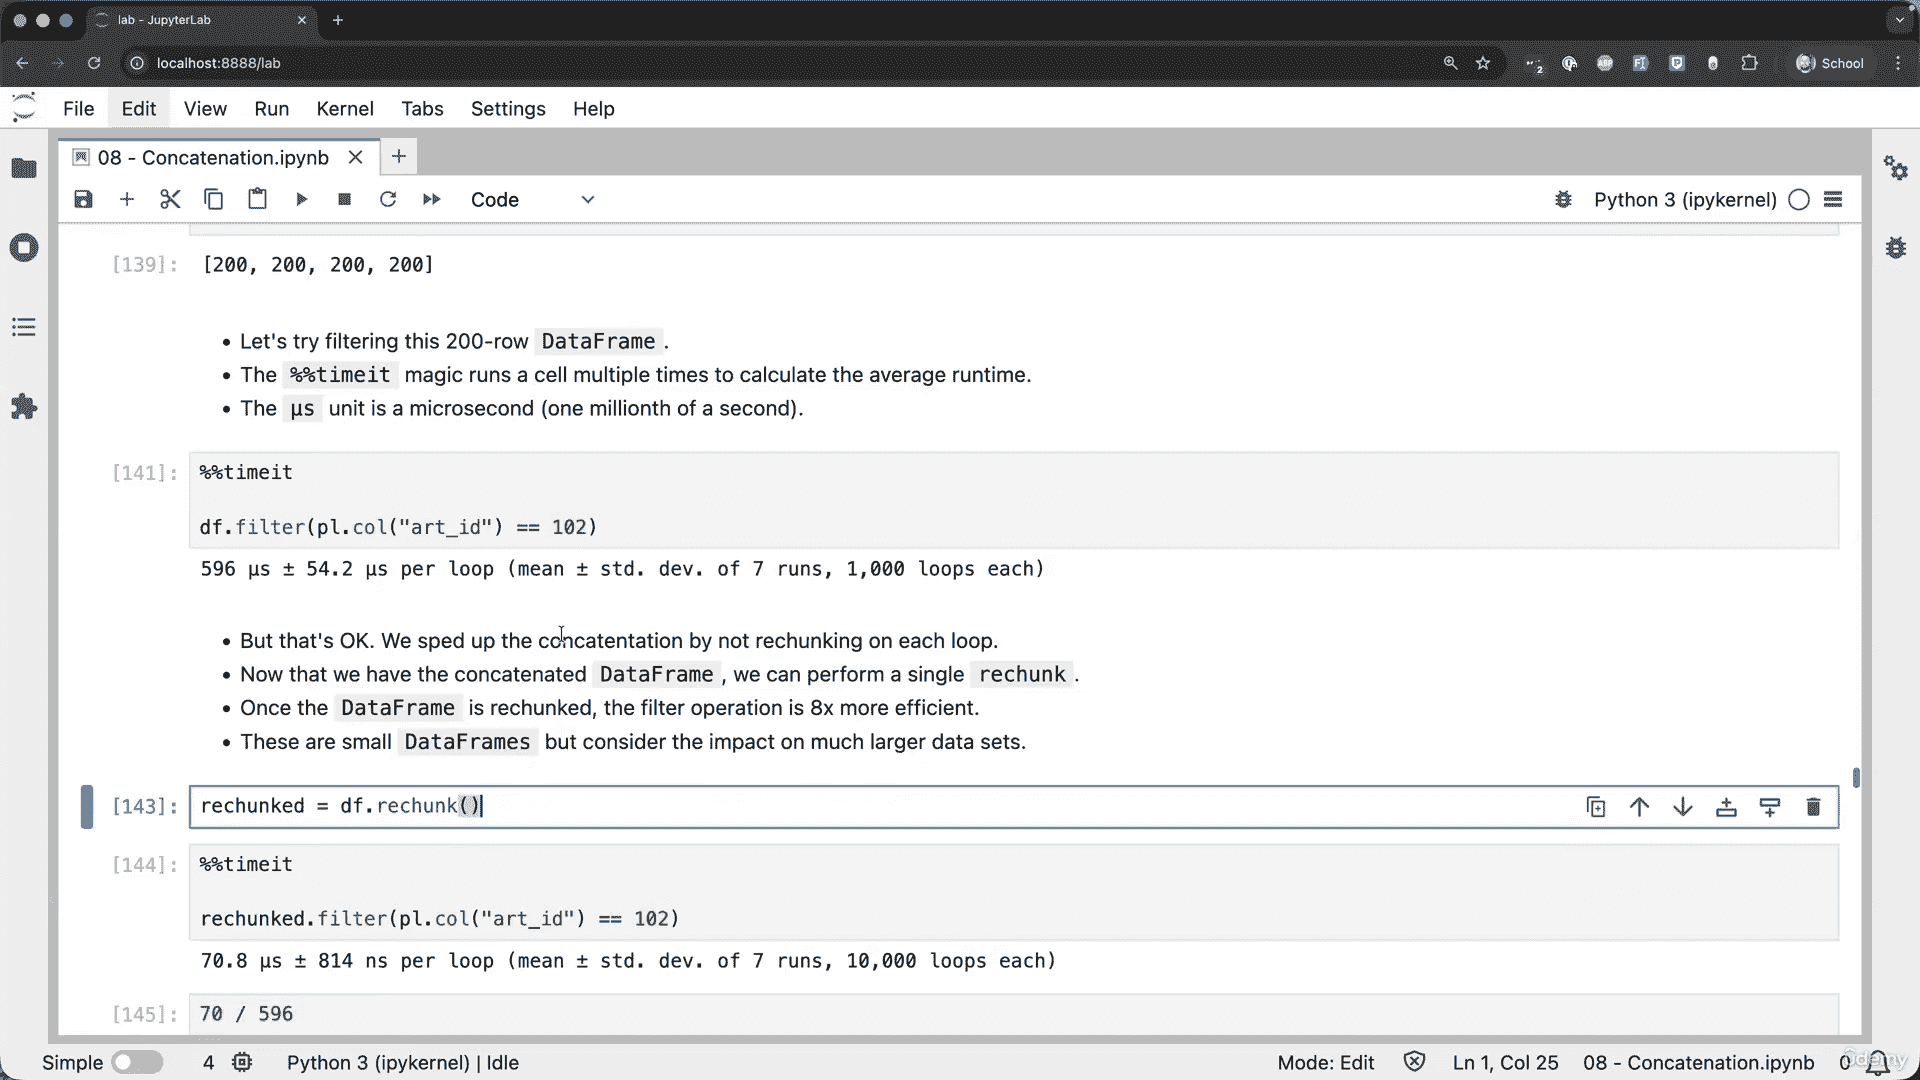 lab - JupyterLab
localhost:8888/lab
School
File Edit View Run Kernel Tabs Settings Help
08 - Concatenation.ipynb
Code
Python 3 (ipykernel)
[139]: [200, 200, 200, 200]
• Let's try filtering this 200-row DataFrame .
• The %%timeit magic runs a cell multiple times to calculate the average runtime.
• The µs unit is a microsecond (one millionth of a second).
[141]: %%timeit
df.filter(pl.col("art_id") == 102)
596 µs ± 54.2 µs per loop (mean ± std. dev. of 7 runs, 1,000 loops each)
• But that's OK. We sped up the concatentation by not rechunking on each loop.
• Now that we have the concatenated DataFrame , we can perform a single rechunk .
• Once the DataFrame is rechunked, the filter operation is 8x more efficient.
• These are small DataFrames but consider the impact on much larger data sets.
[143]: rechunked = df.rechunk()
[144]: %%timeit
rechunked.filter(pl.col("art_id") == 102)
70.8 µs ± 814 ns per loop (mean ± std. dev. of 7 runs, 10,000 loops each)
[145]: 70 / 596
Simple 4 Python 3 (ipykernel) | Idle Mode: Edit Ln 1, Col 25 08 - Concatenation.ipynb 0
Udemy